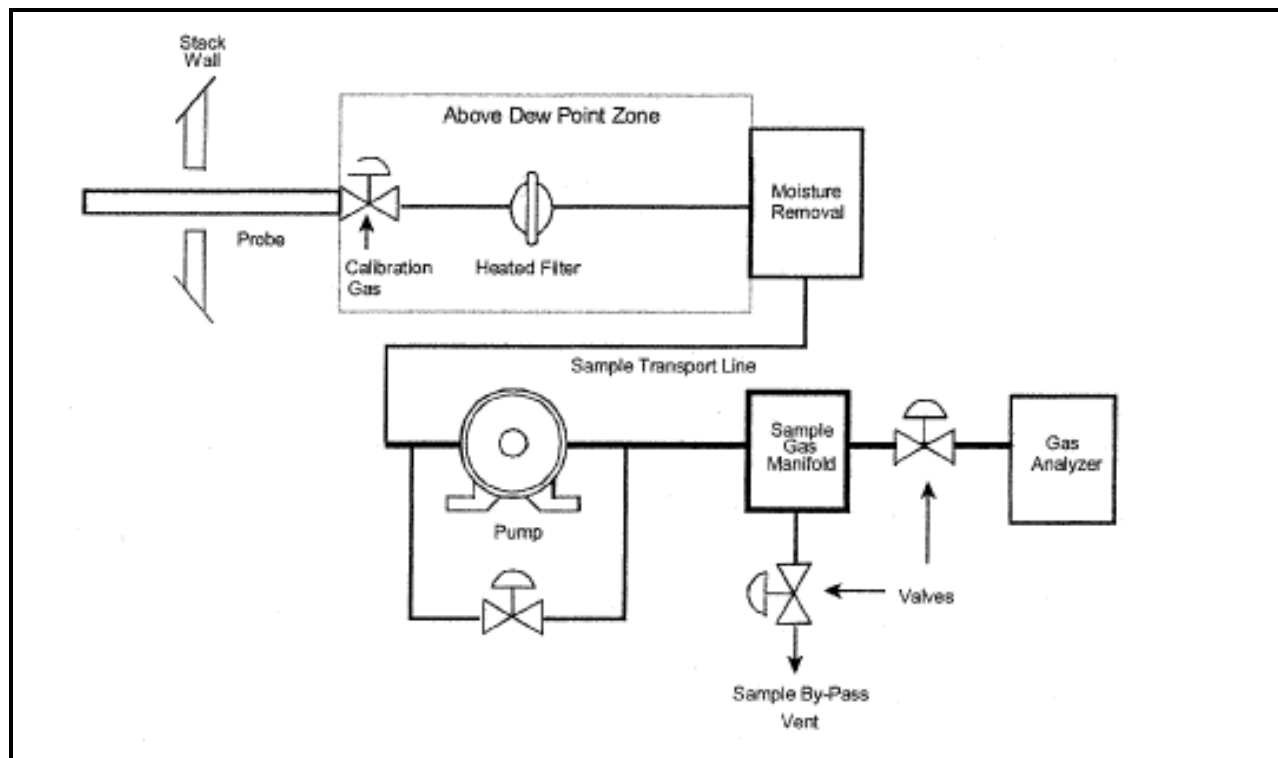 Stack
Wall
Above Dew Point Zone
Moisture
Removal
Probe
Calibration
Gas
Heated Filter
Sample Transport Line
Sample
Gas
Manifold
Gas
Analyzer
Pump
Valves
Sample By-Pass
Vent